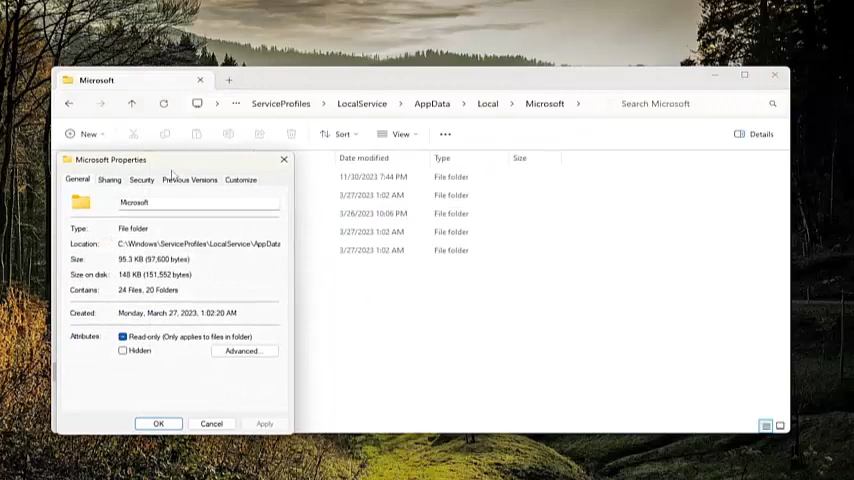 Microsoft
ServiceProfiles > LocalService > AppData > Local > Microsoft >
Search Microsoft
New
Sort
View
Details
Microsoft Properties
General
Sharing
Security
Previous Versions
Customize
Microsoft
Type: File folder
Location: C:\Windows\ServiceProfiles\LocalService\AppData
Size: 95.3 KB (97,600 bytes)
Size on disk: 148 KB (151,552 bytes)
Contains: 24 Files, 20 Folders
Created: Monday, March 27, 2023, 1:02:20 AM
Attributes: Read-only (Only applies to files in folder)
Hidden
Advanced...
OK
Cancel
Apply
Date modified Type Size
11/30/2023 7:44 PM File folder
3/27/2023 1:02 AM File folder
3/26/2023 10:06 PM File folder
3/27/2023 1:02 AM File folder
3/27/2023 1:02 AM File folder